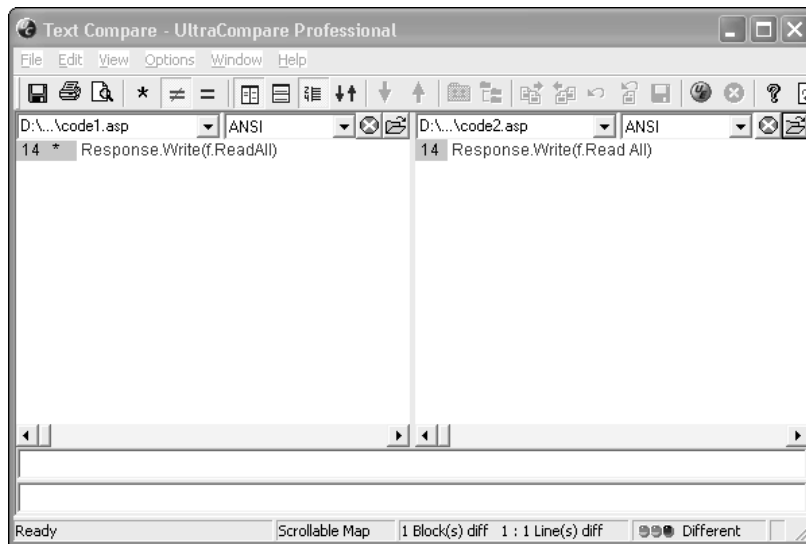 Text Compare - UltraCompare Professional
File Edit View Options Window Help
D:\...\code1.asp ANSI D:\...\code2.asp ANSI
14 * Response.Write(f.ReadAll) 14 Response.Write(f.Read All)
Ready Scrollable Map 1 Block(s) diff 1 : 1 Line(s) diff Different